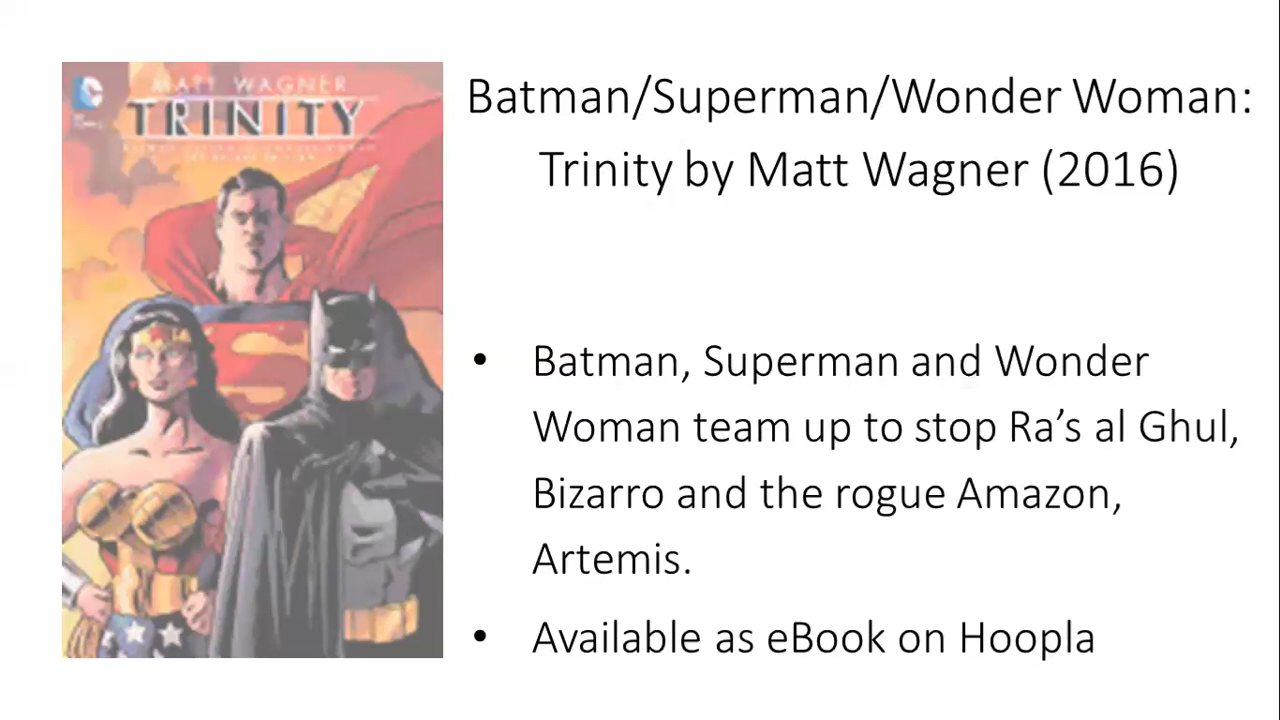 MATT WAGNER
TRINITY
Batman/Superman/Wonder Woman:
Trinity by Matt Wagner (2016)
• Batman, Superman and Wonder
Woman team up to stop Ra’s al Ghul,
Bizarro and the rogue Amazon,
Artemis.
• Available as eBook on Hoopla